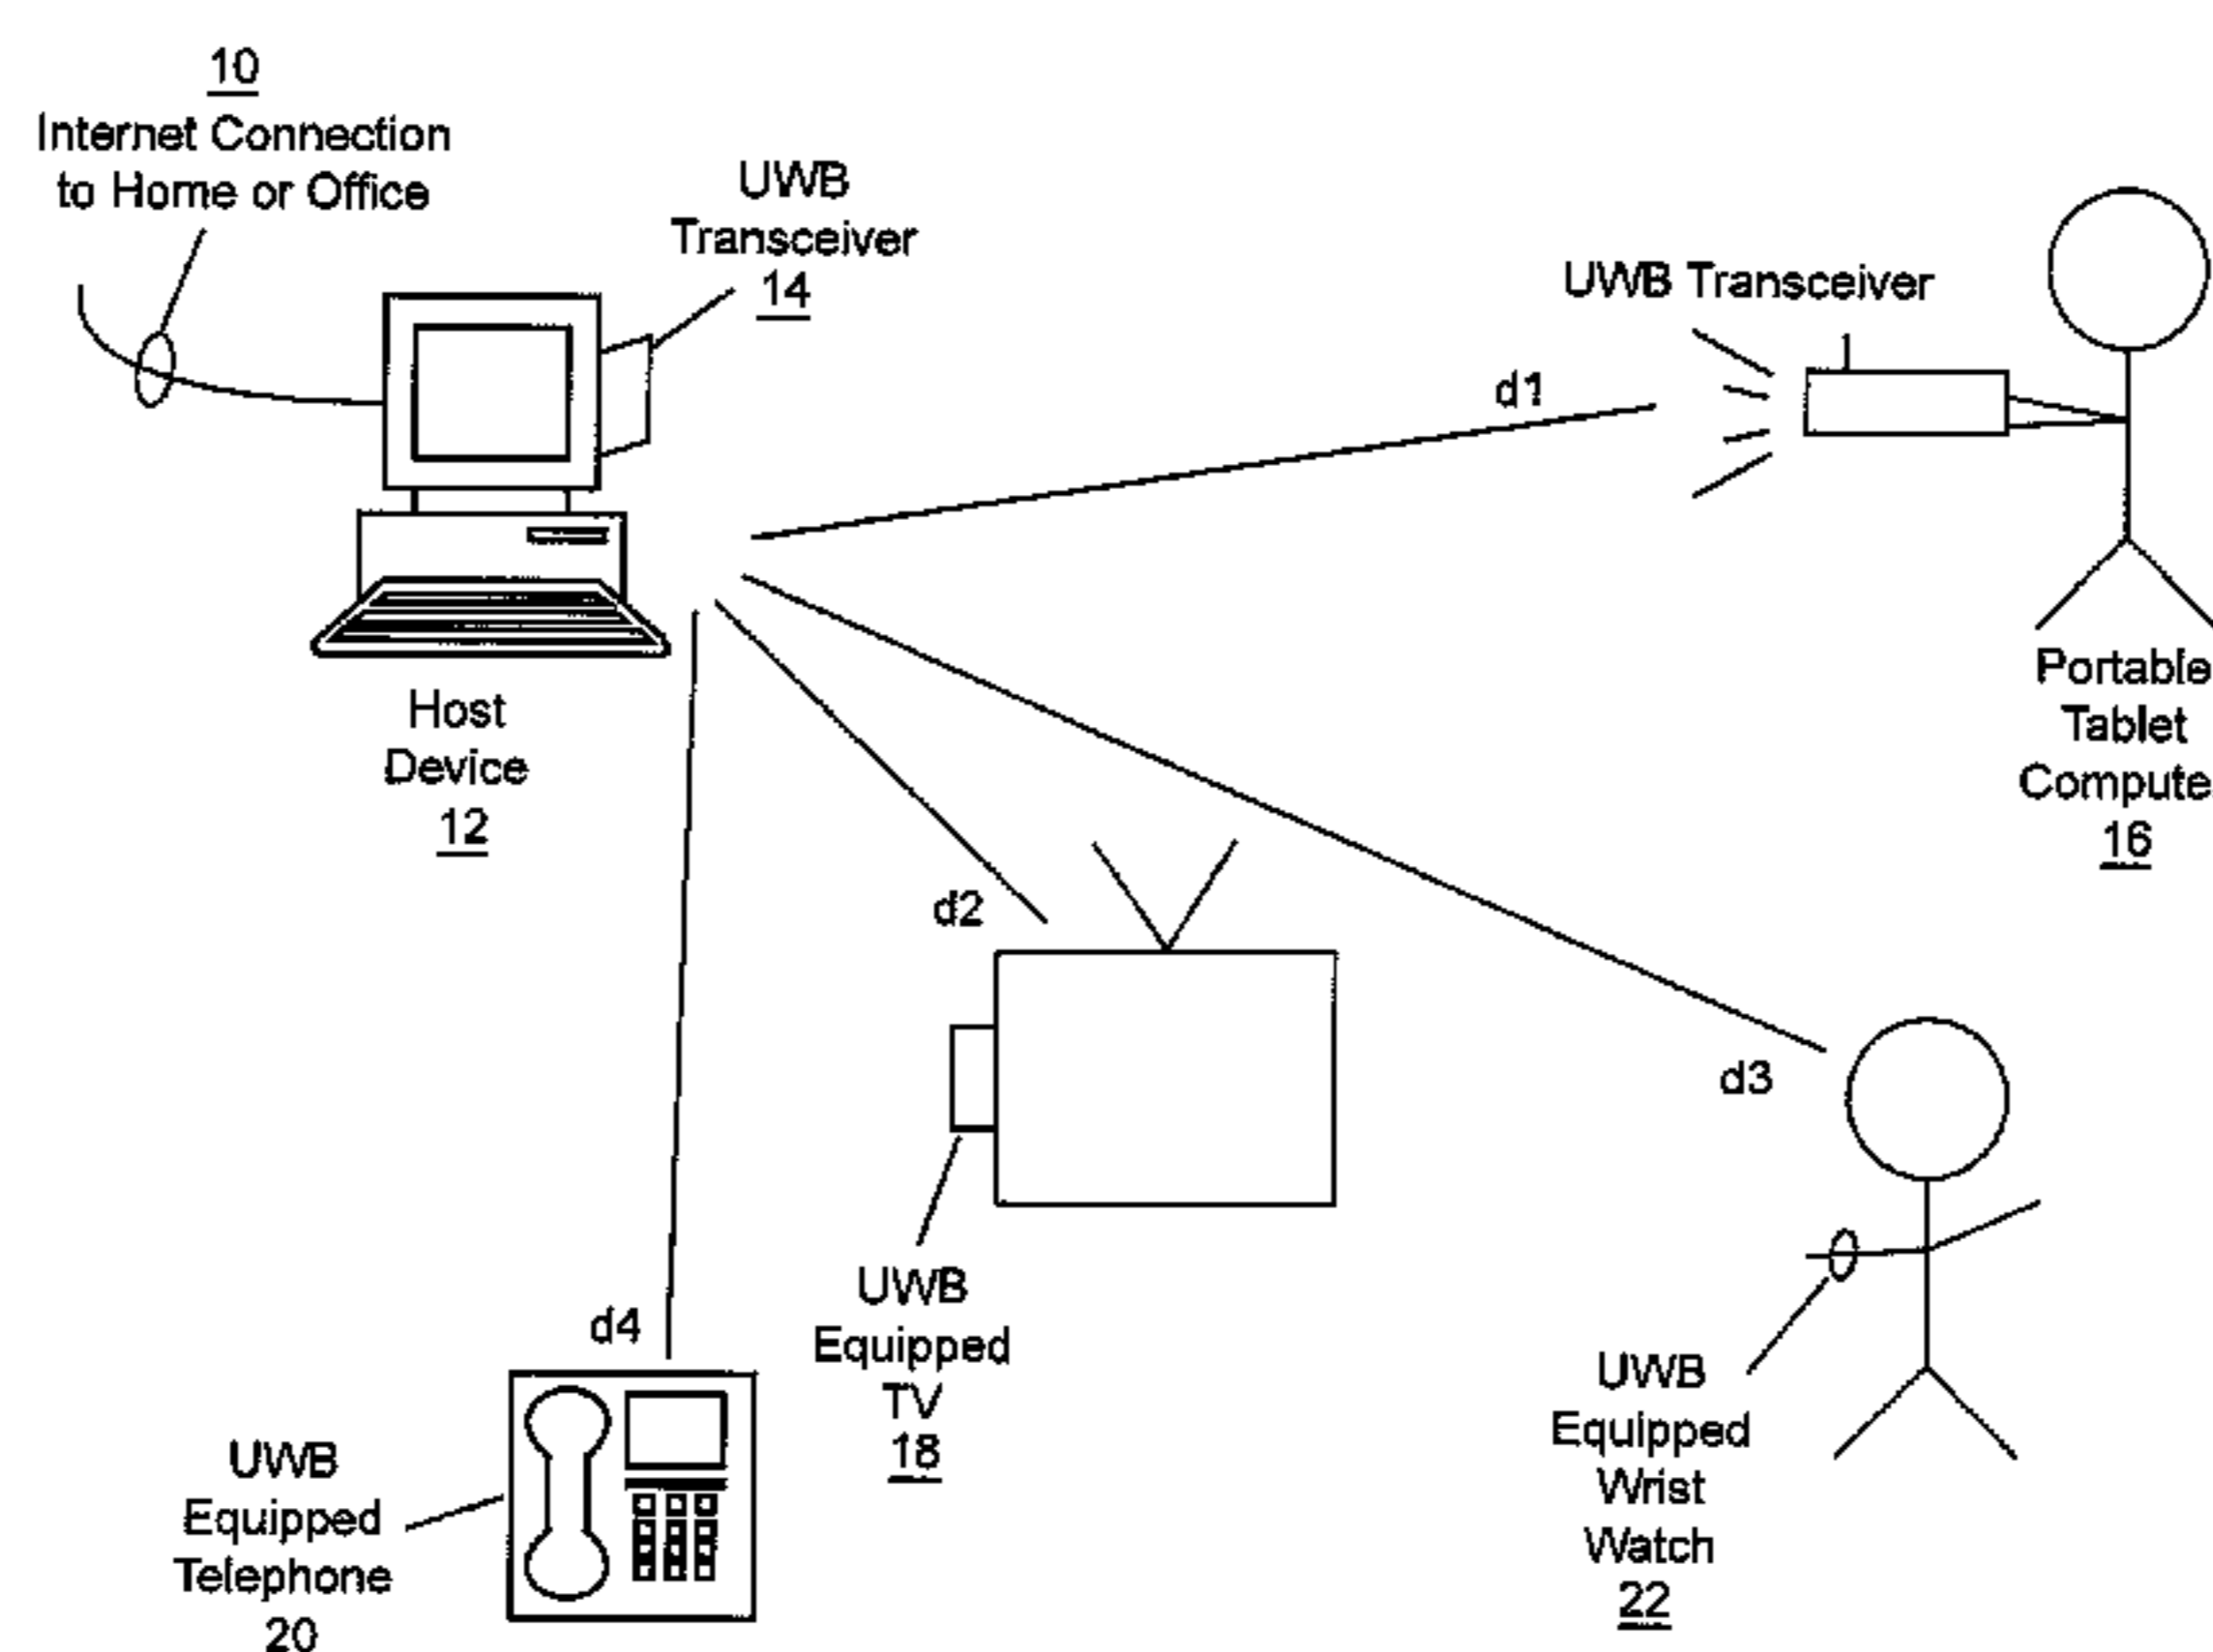 10
Internet Connection
to Home or Office
UWB
Transceiver
14
UWB Transceiver
d1
Host
Device
12
Portable
Tablet
Compute
16
d2
d3
d4
UWB
Equipped
TV
18
UWB
Equipped
Wrist
Watch
22
UWB
Equipped
Telephone
20